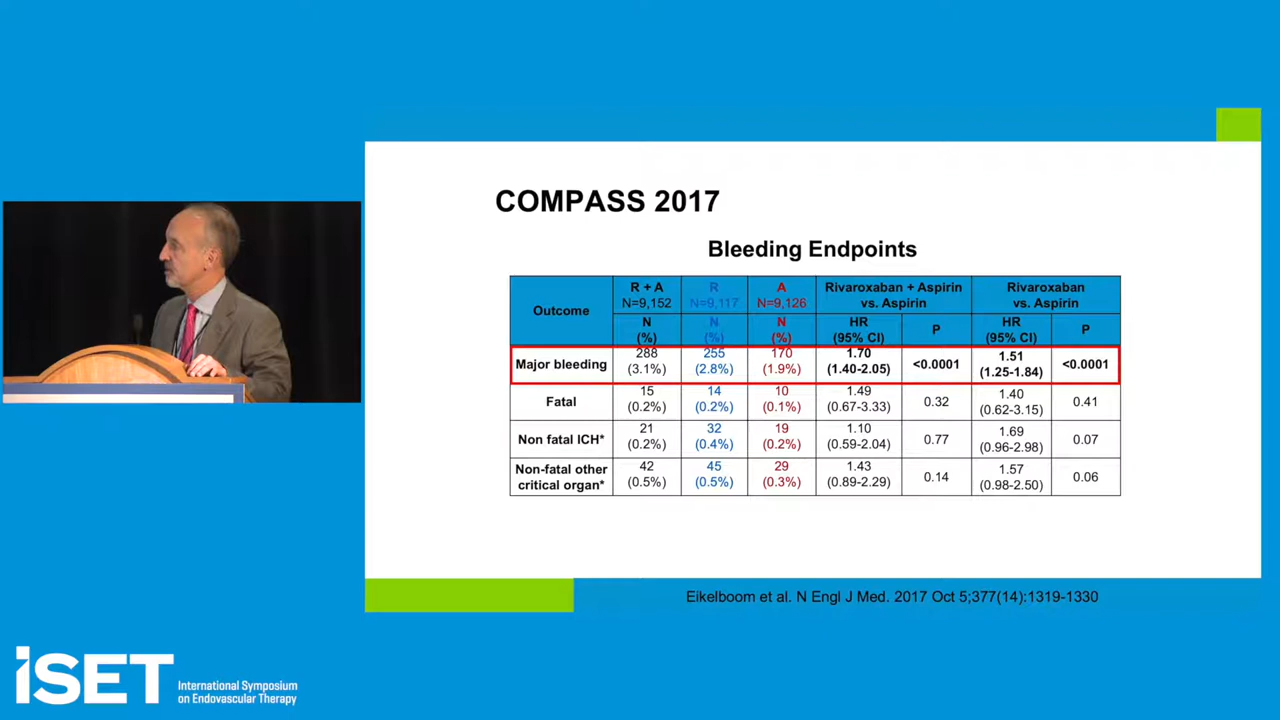 COMPASS 2017
Bleeding Endpoints
Outcome
R + A
N=9,152
R
N=9,117
A
N=9,126
Rivaroxaban + Aspirin
vs. Aspirin
Rivaroxaban
vs. Aspirin
N
(%)
N
(%)
N
(%)
HR
(95% CI)
P
HR
(95% CI)
P
Major bleeding
288
(3.1%)
255
(2.8%)
170
(1.9%)
1.70
(1.40-2.05)
<0.0001
1.51
(1.25-1.84)
<0.0001
Fatal
15
(0.2%)
14
(0.2%)
10
(0.1%)
1.49
(0.67-3.33)
0.32
1.40
(0.62-3.15)
0.41
Non fatal ICH*
21
(0.2%)
32
(0.4%)
19
(0.2%)
1.10
(0.59-2.04)
0.77
1.69
(0.96-2.98)
0.07
Non-fatal other
critical organ*
42
(0.5%)
45
(0.5%)
29
(0.3%)
1.43
(0.89-2.29)
0.14
1.57
(0.98-2.50)
0.06
Eikelboom et al. N Engl J Med. 2017 Oct 5;377(14):1319-1330
iSET
International Symposium
on Endovascular Therapy